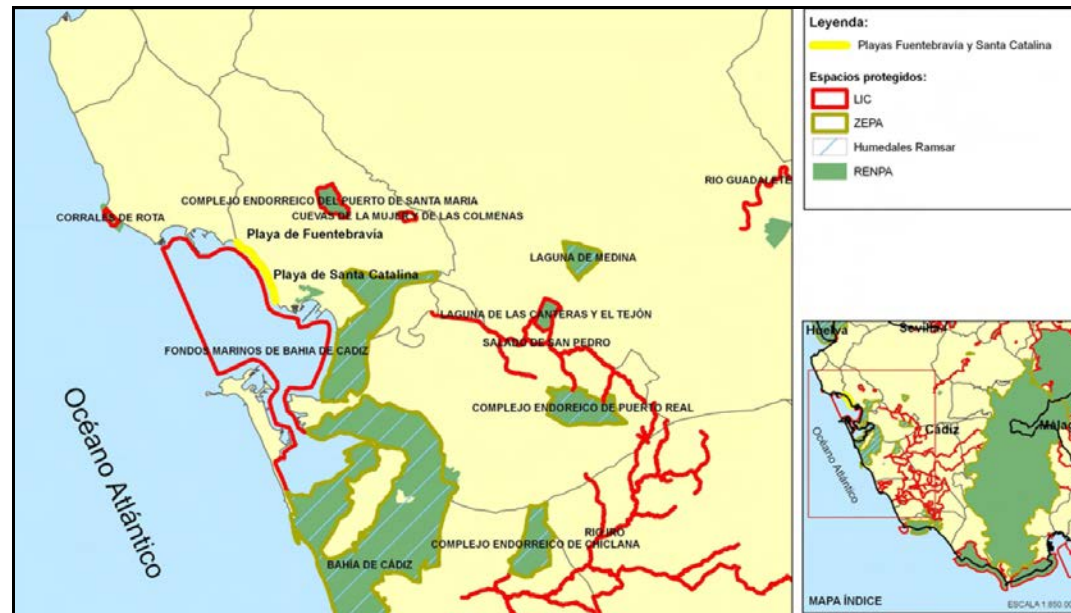 CORRALES DE ROTA
COMPLEJO ENDORREICO DEL PUERTO DE SANTA MARIA
CUEVAS DE LA MUJER Y DE LAS COLMENAS
RIO GUADALETE
Playa de Fuentebravía
Playa de Santa Catalina
LAGUNA DE MEDINA
LAGUNA DE LAS CANTERAS Y EL TEJÓN
SALADO DE SAN PEDRO
FONDOS MARINOS DE BAHIA DE CADIZ
COMPLEJO ENDOREICO DE PUERTO REAL
Océano Atlántico
RIO IRO
COMPLEJO ENDORREICO DE CHICLANA
BAHÍA DE CÁDIZ
Leyenda:
Playas Fuentebravia y Santa Catalina
Espacios protegidos:
LIC
ZEPA
Humedales Ramsar
RENPA
Huelva
Sevilla
Cádiz
Málag
Océano Atlántico
MAPA ÍNDICE